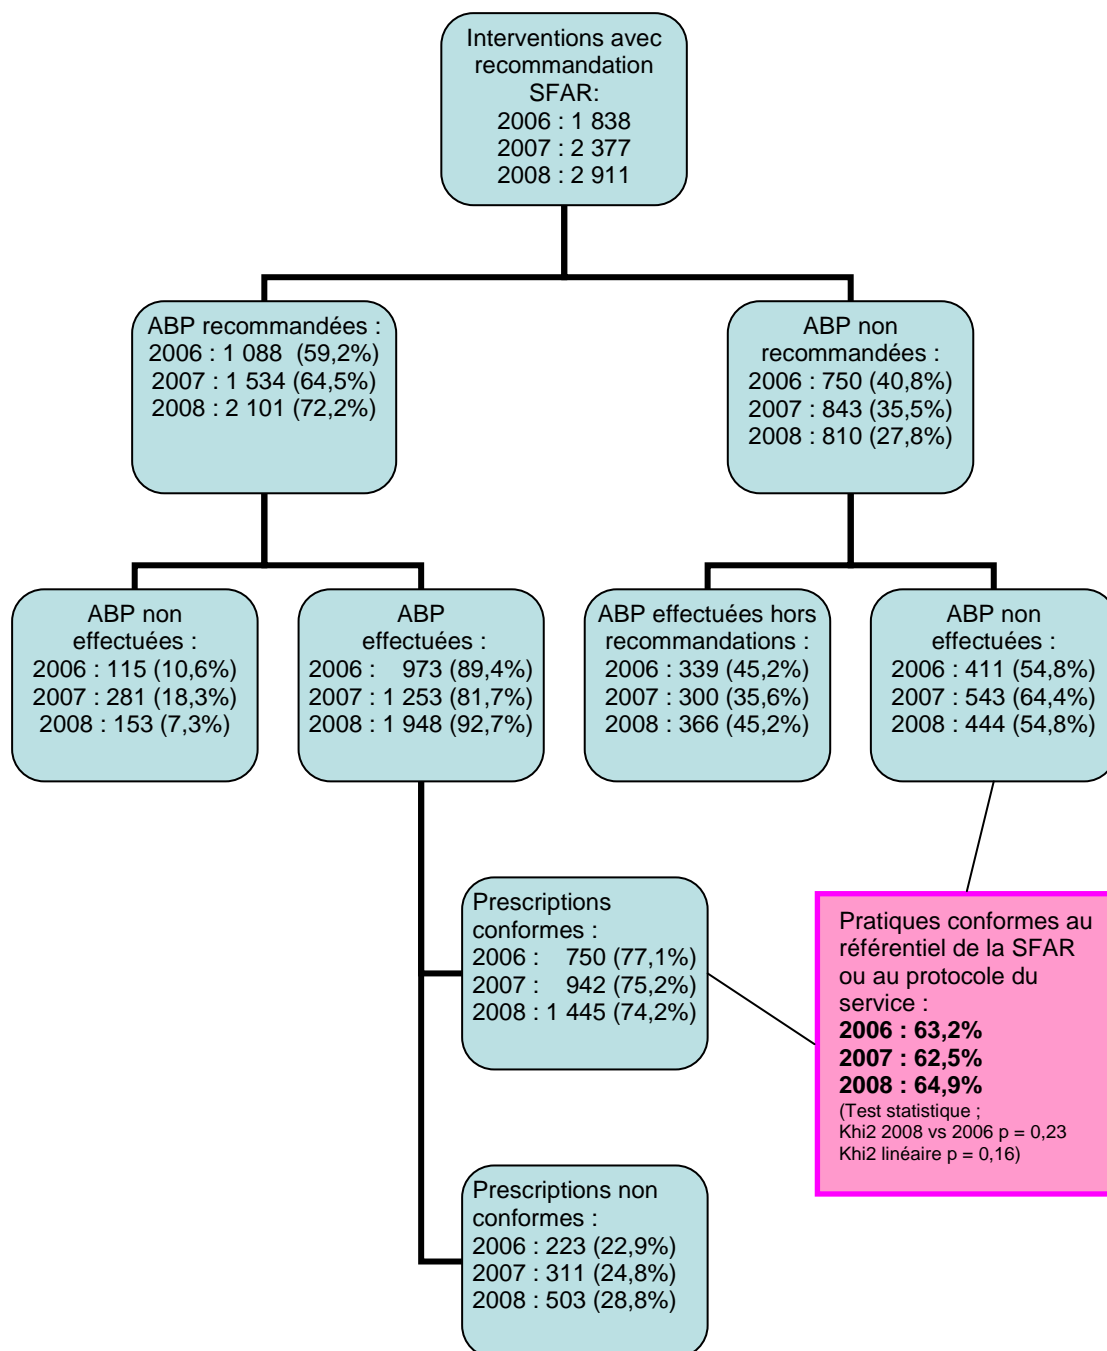 Interventions avec
recommandation
SFAR:
2006 : 1 838
2007 : 2 377
2008 : 2 911
ABP recommandées :
2006 : 1 088 (59,2%)
2007 : 1 534 (64,5%)
2008 : 2 101 (72,2%)
ABP non
recommandées :
2006 : 750 (40,8%)
2007 : 843 (35,5%)
2008 : 810 (27,8%)
ABP non
effectuées :
2006 : 115 (10,6%)
2007 : 281 (18,3%)
2008 : 153 (7,3%)
ABP
effectuées :
2006 : 973 (89,4%)
2007 : 1 253 (81,7%)
2008 : 1 948 (92,7%)
ABP effectuées hors
recommandations :
2006 : 339 (45,2%)
2007 : 300 (35,6%)
2008 : 366 (45,2%)
ABP non
effectuées :
2006 : 411 (54,8%)
2007 : 543 (64,4%)
2008 : 444 (54,8%)
Prescriptions
conformes :
2006 : 750 (77,1%)
2007 : 942 (75,2%)
2008 : 1 445 (74,2%)
Pratiques conformes au
référentiel de la SFAR
ou au protocole du
service :
2006 : 63,2%
2007 : 62,5%
2008 : 64,9%
(Test statistique ;
Khi2 2008 vs 2006 p = 0,23
Khi2 linéaire p = 0,16)
Prescriptions non
conformes :
2006 : 223 (22,9%)
2007 : 311 (24,8%)
2008 : 503 (28,8%)